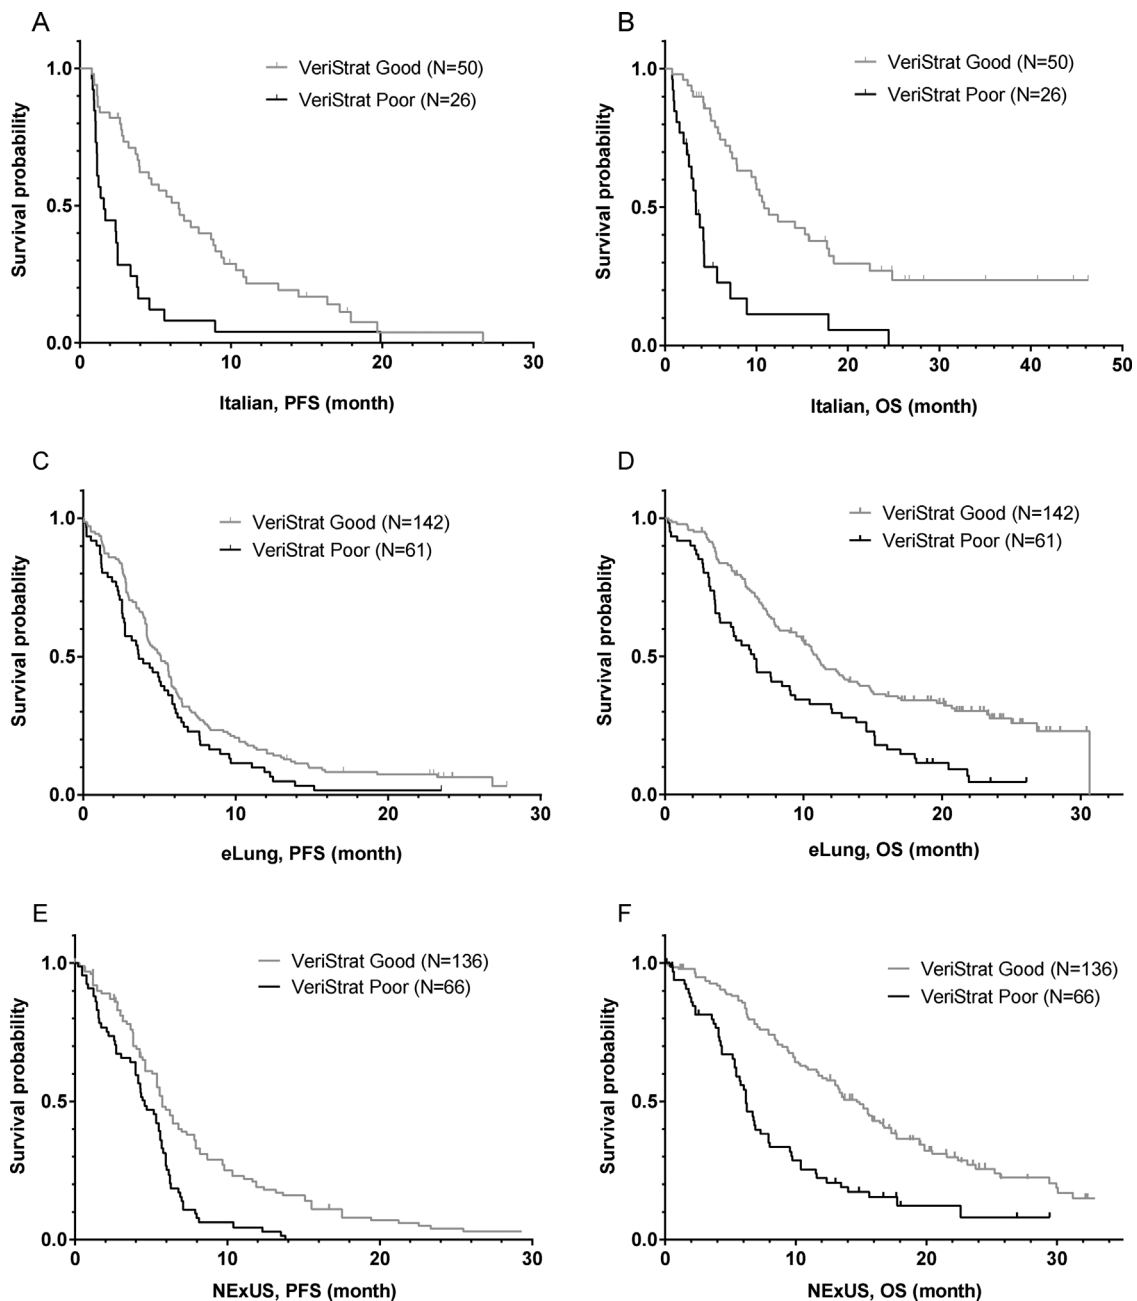 A
VeriStrat Good (N=50)
VeriStrat Poor (N=26)
Survival probability
1.0
0.5
0.0
0
10
20
30
Italian, PFS (month)
B
VeriStrat Good (N=50)
VeriStrat Poor (N=26)
Survival probability
1.0
0.5
0.0
0
10
20
30
40
50
Italian, OS (month)
C
VeriStrat Good (N=142)
VeriStrat Poor (N=61)
Survival probablity
1.0
0.5
0.0
0
10
20
30
eLung, PFS (month)
D
VeriStrat Good (N=142)
VeriStrat Poor (N=61)
Survival probability
1.0
0.5
0.0
0
10
20
30
eLung, OS (month)
E
VeriStrat Good (N=136)
VeriStrat Poor (N=66)
Survival probability
1.0
0.5
0.0
0
10
20
30
NExUS, PFS (month)
F
VeriStrat Good (N=136)
VeriStrat Poor (N=66)
Survival probability
1.0
0.5
0.0
0
10
20
30
NExUS, OS (month)